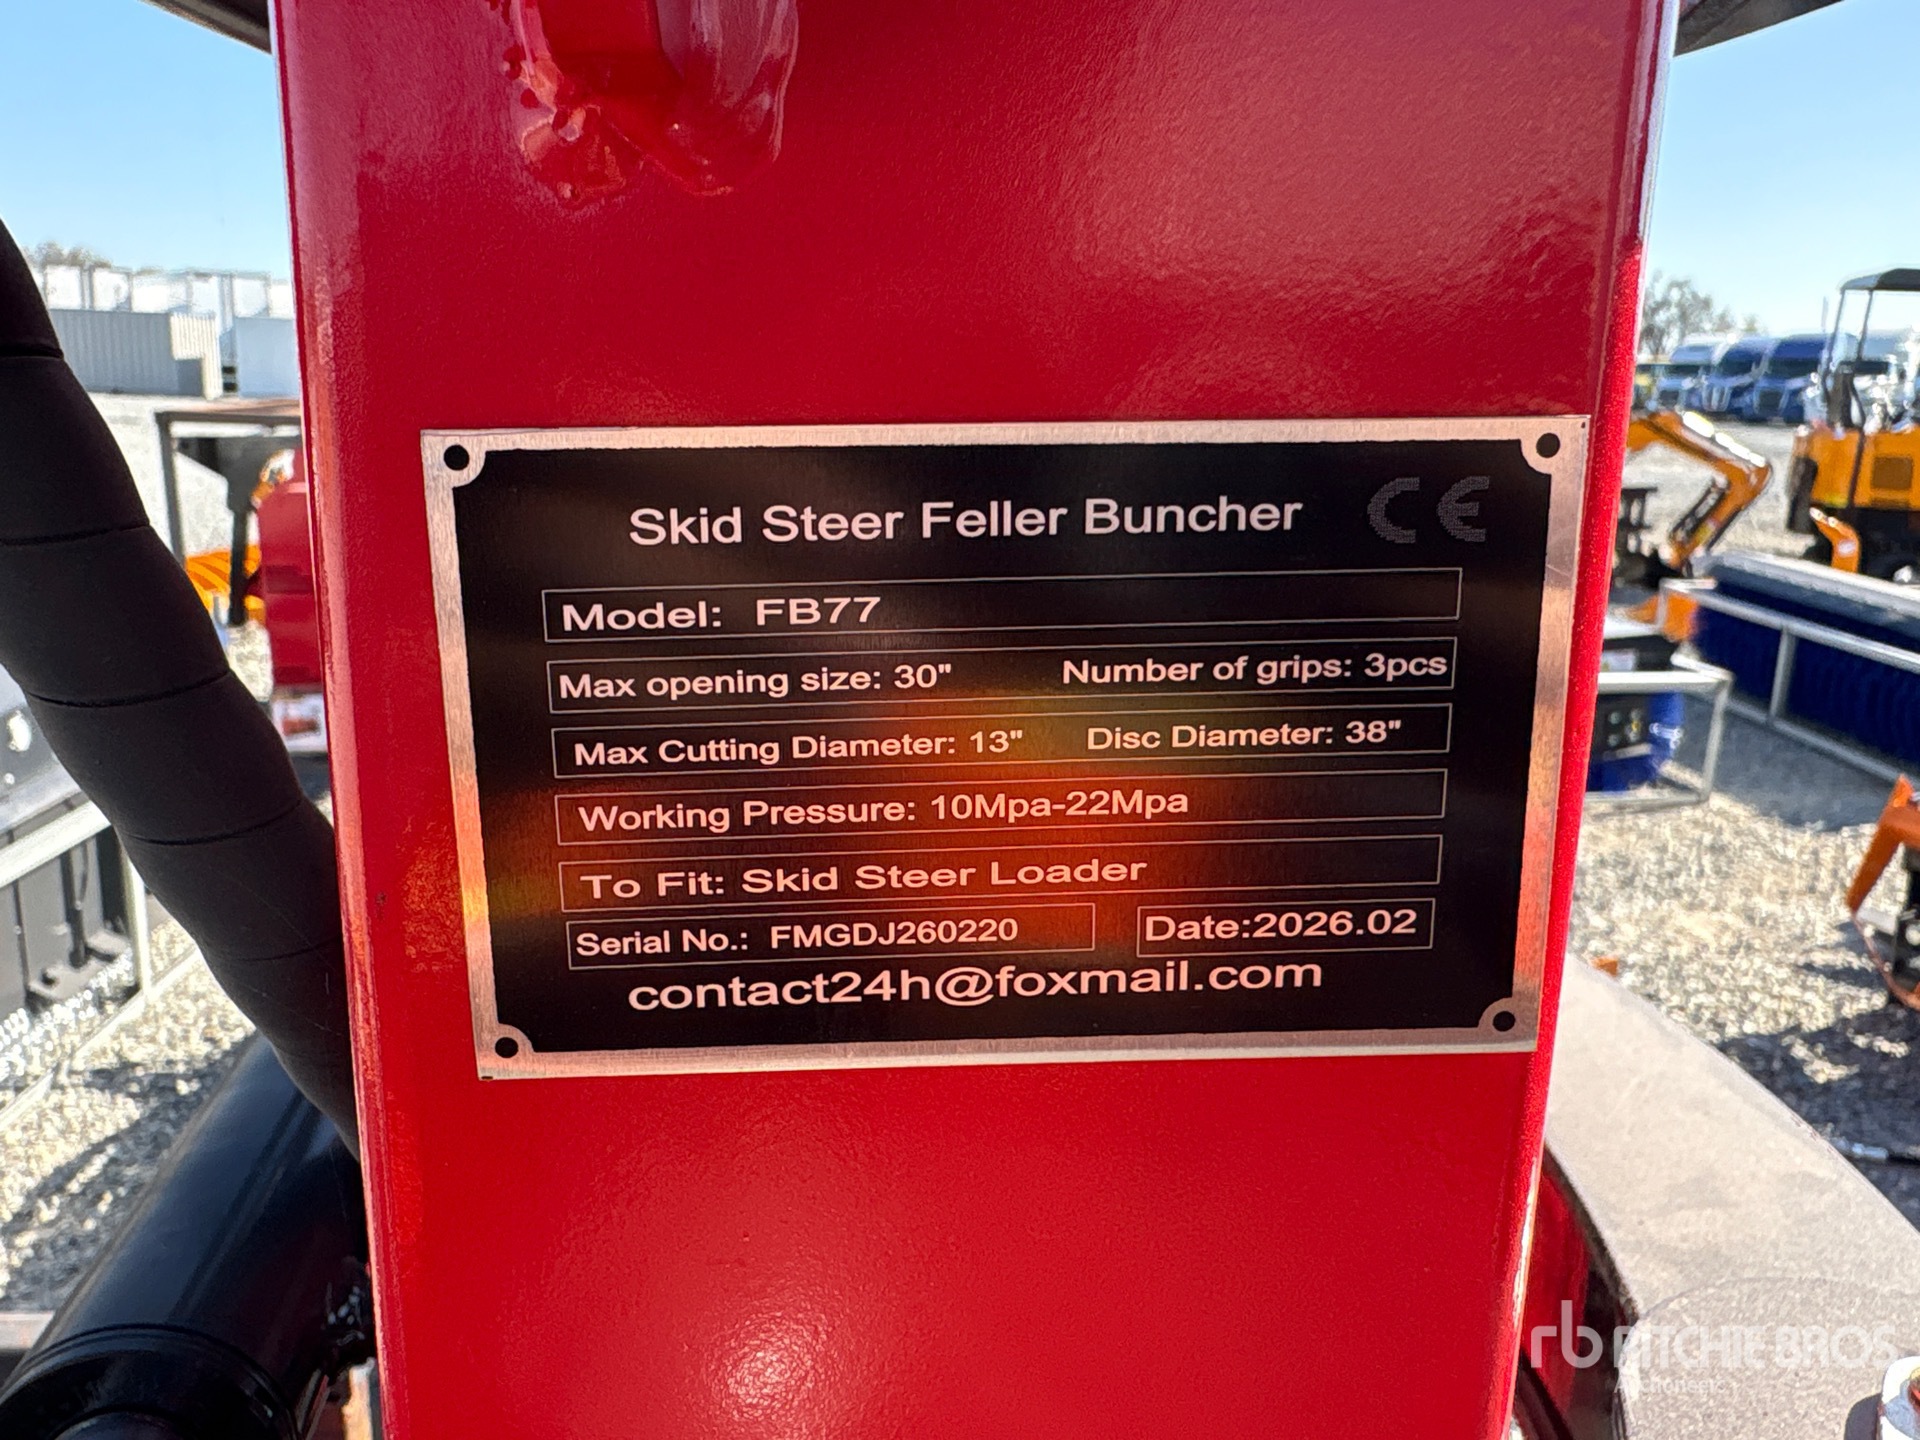 Skid Steer Feller Buncher CE
Model: FB77
Max opening size: 30" Number of grips: 3pcs
Max Cutting Diameter: 13" Disc Diameter: 38"
Working Pressure: 10Mpa-22Mpa
To Fit: Skid Steer Loader
Serial No.: FMGDJ260220 Date:2026.02
contact24h@foxmail.com
rb RITCHIE BROS
Auctioneers